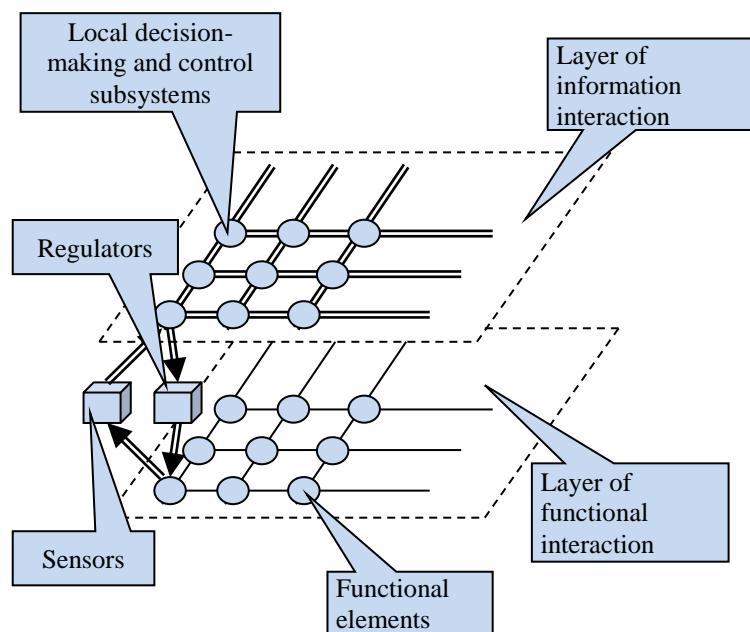 Local decision-
making and control
subsystems
Layer of
information
interaction
Regulators
Layer of
functional
interaction
Sensors
Functional
elements